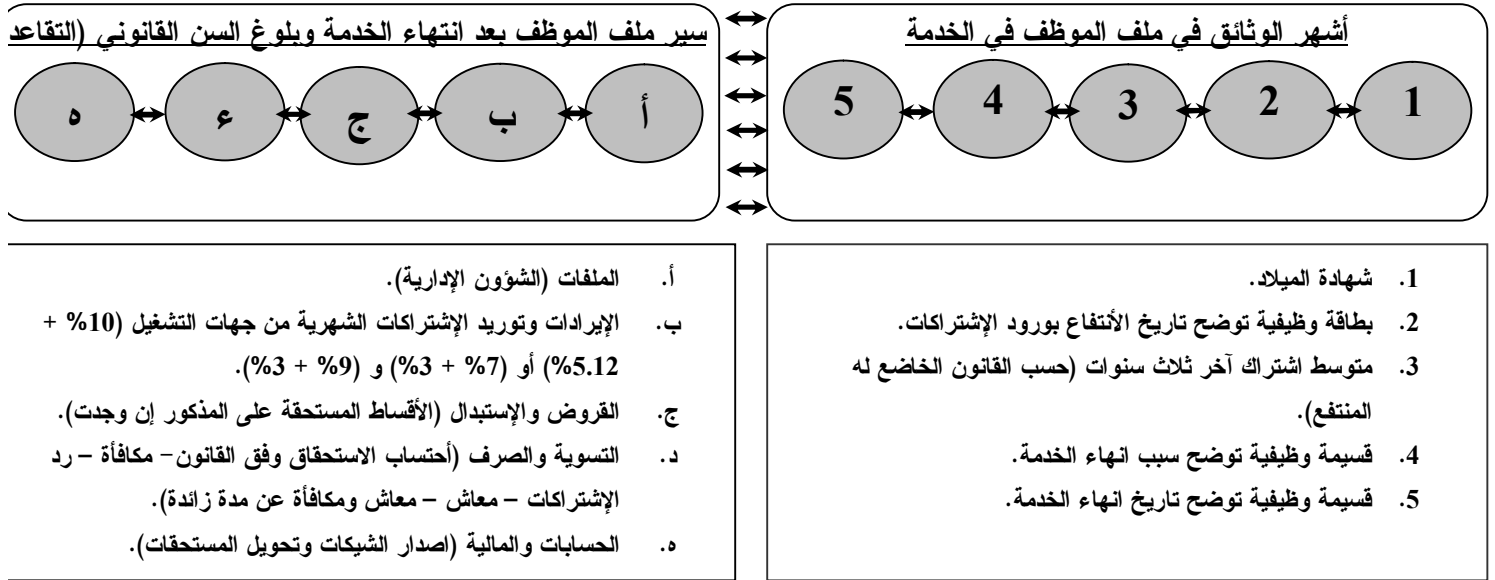 أشهر الوثائق في ملف الموظف في الخدمة
1 2 3 4 5
سير ملف الموظف بعد انتهاء الخدمة وبلوغ السن القانوني (التقاعد
أ ب ج ء ه
1. شهادة الميلاد.
2. بطاقة وظيفية توضح تاريخ الأنتفاع بورود الإشتراكات.
3. متوسط اشتراك آخر ثلاث سنوات (حسب القانون الخاضع له
المنتفع).
4. قسيمة وظيفية توضح سبب انهاء الخدمة.
5. قسيمة وظيفية توضح تاريخ انهاء الخدمة.
أ. الملفات (الشؤون الإدارية).
ب. الإيرادات وتوريد الإشتراكات الشهرية من جهات التشغيل (10% +
5.12%) أو (7% + 3%) و (9% + 3%).
ج. القروض والإستبدال (الأقساط المستحقة على المذكور إن وجدت).
د. التسوية والصرف (أحتساب الاستحقاق وفق القانون- مكافأة – رد
الإشتراكات – معاش – معاش ومكافأة عن مدة زائدة).
ه. الحسابات والمالية (اصدار الشيكات وتحويل المستحقات).